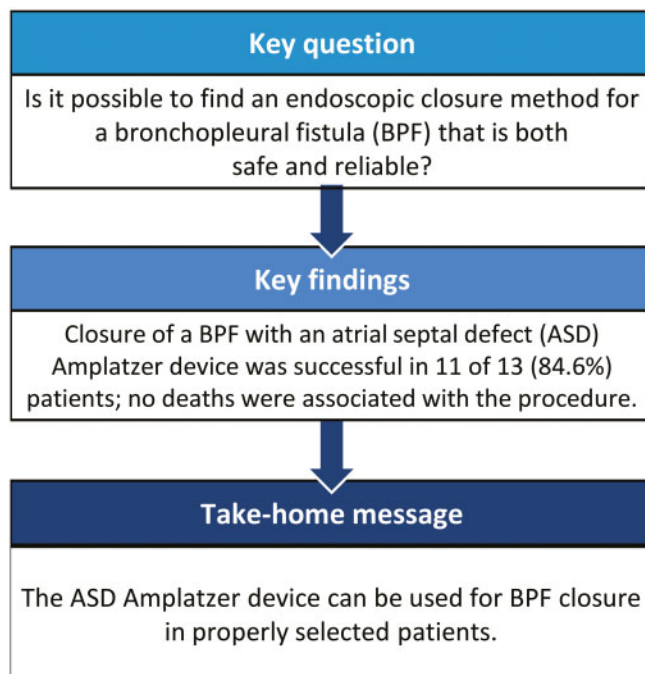 Key question
Is it possible to find an endoscopic closure method for
a bronchopleural fistula (BPF) that is both
safe and reliable?
Key findings
Closure of a BPF with an atrial septal defect (ASD)
Amplatzer device was successful in 11 of 13 (84.6%)
patients; no deaths were associated with the procedure.
Take-home message
The ASD Amplatzer device can be used for BPF closure
in properly selected patients.